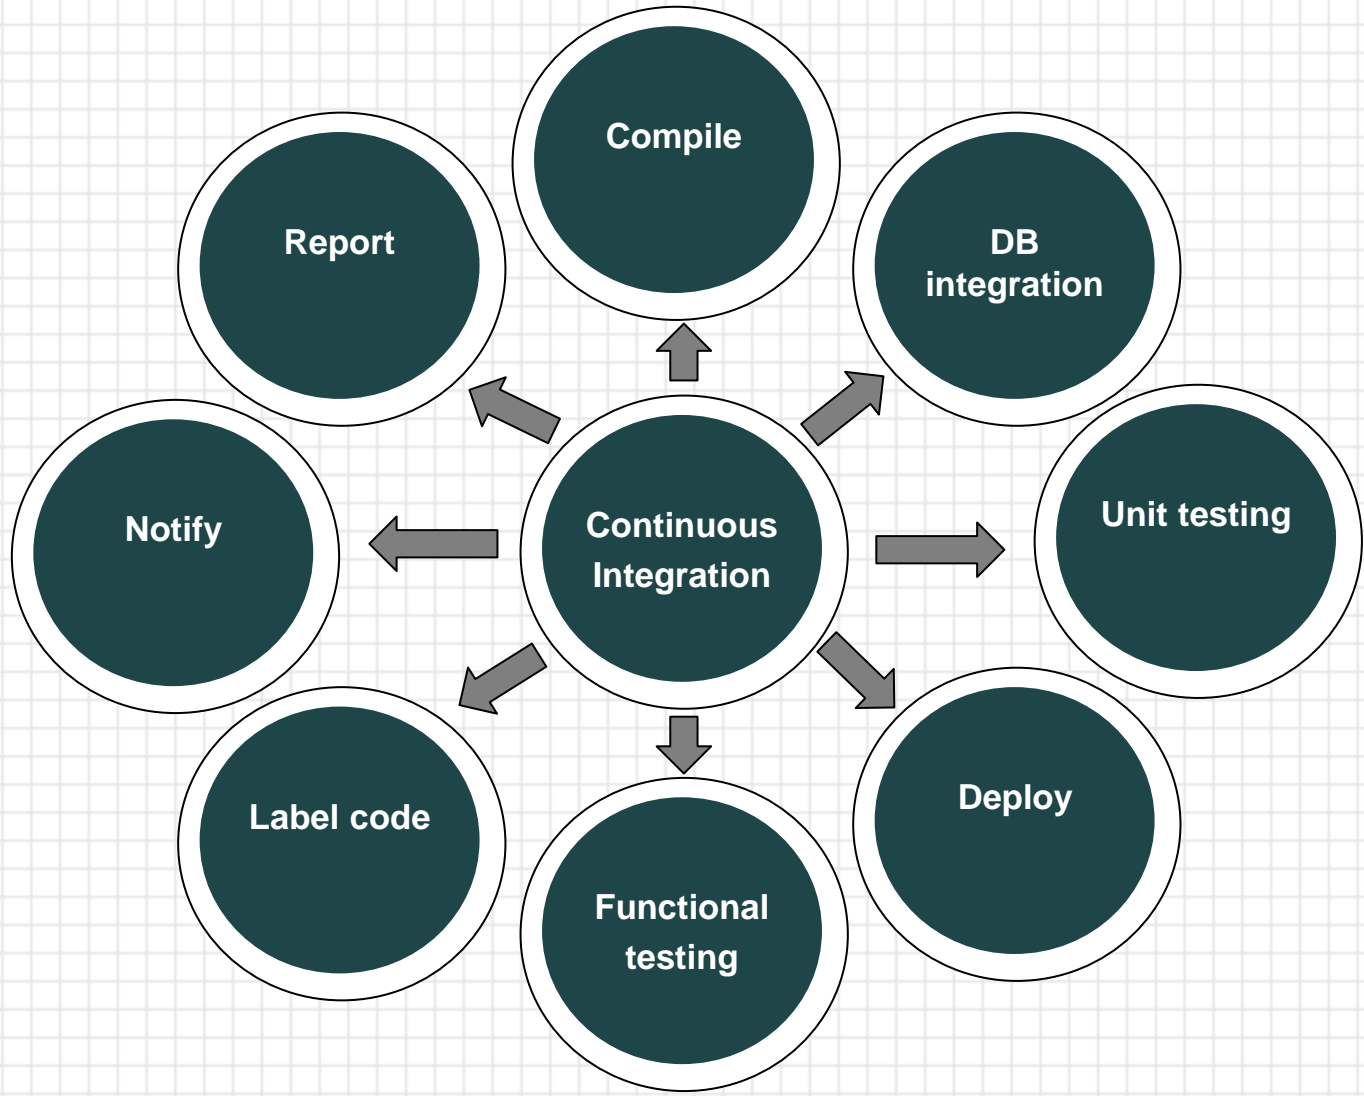 Compile
Report
DB
integration
Notify
Continuous
Integration
Unit testing
Label code
Functional
testing
Deploy